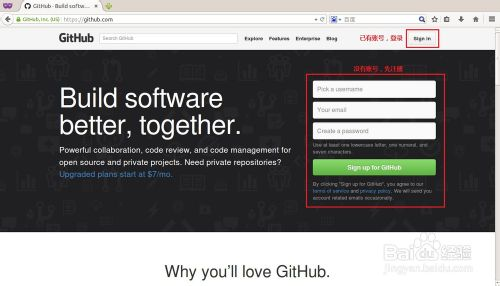 GitHub · Build softw...
GitHub, Inc. (US)
https://github.com
百度
GitHub
Search GitHub
Explore Features Enterprise Blog
已有账号，登录
Sign in
没有账号，先注册
Build software
better, together.
Powerful collaboration, code review, and code management for
open source and private projects. Need private repositories?
Upgraded plans start at $7/mo.
Pick a username
Your email
Create a password
Use at least one lowercase letter, one numeral, and
seven characters.
Sign up for GitHub
By clicking "Sign up for GitHub", you agree to our
terms of service and privacy policy. We will send you
account related emails occasionally.
Why you'll love GitHub.
Baidu 经验
jingyan.baidu.com